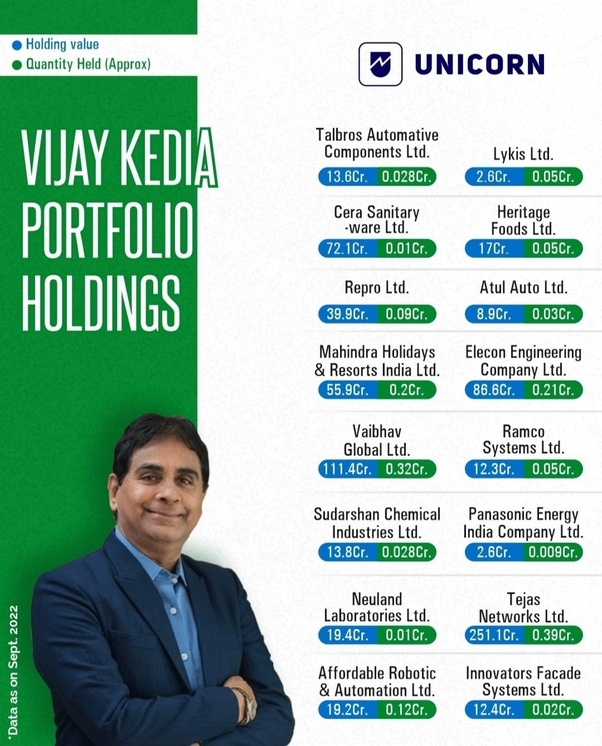 Holding value
Quantity Held (Approx)
UNICORN
VIJAY KEDIA
PORTFOLIO
HOLDINGS
Talbros Automative
Components Ltd.
13.6Cr. 0.028Cr.
Lykis Ltd.
2.6Cr. 0.05Cr.
Cera Sanitary
-ware Ltd.
72.1Cr. 0.01Cr.
Heritage
Foods Ltd.
17Cr. 0.05Cr.
Repro Ltd.
39.9Cr. 0.09Cr.
Atul Auto Ltd.
8.9Cr. 0.03Cr.
Mahindra Holidays
& Resorts India Ltd.
55.9Cr. 0.2Cr.
Elecon Engineering
Company Ltd.
86.6Cr. 0.21Cr.
Vaibhav
Global Ltd.
111.4Cr. 0.32Cr.
Ramco
Systems Ltd.
12.3Cr. 0.05Cr.
Sudarshan Chemical
Industries Ltd.
13.8Cr. 0.028Cr.
Panasonic Energy
India Company Ltd.
2.6Cr. 0.009Cr.
Neuland
Laboratories Ltd.
19.4Cr. 0.01Cr.
Tejas
Networks Ltd.
251.1Cr. 0.39Cr.
Affordable Robotic
& Automation Ltd.
19.2Cr. 0.12Cr.
Innovators Facade
Systems Ltd.
12.4Cr. 0.02Cr.
*Data as on Sept. 2022